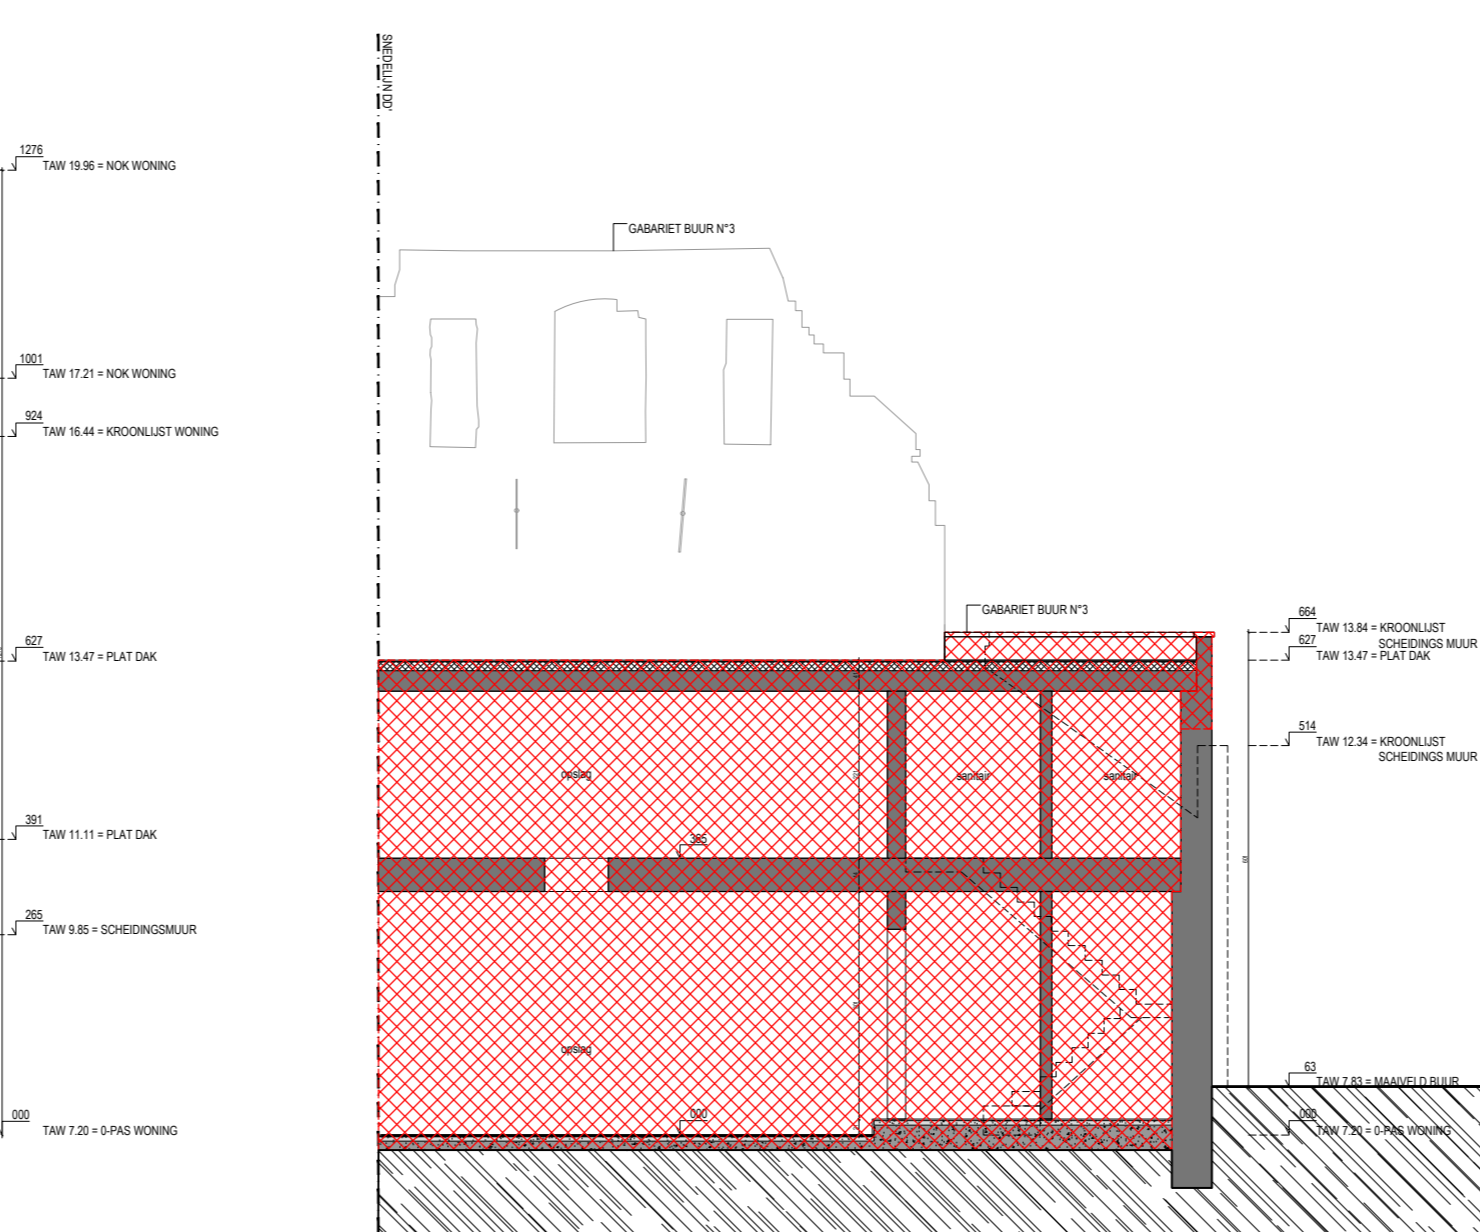 SNEDELIJN DD'
1276
TAW 19.96 = NOK WONING
GABARIET BUUR N°3
1001
TAW 17.21 = NOK WONING
924
TAW 16.44 = KROONLIJST WONING
GABARIET BUUR N°3
664
TAW 13.84 = KROONLIJST
SCHEIDINGS MUUR
627
TAW 13.47 = PLAT DAK
627
TAW 13.47 = PLAT DAK
514
TAW 12.34 = KROONLIJST
SCHEIDINGS MUUR
opslag
sanitair
sanitair
391
TAW 11.11 = PLAT DAK
365
265
TAW 9.85 = SCHEIDINGSMUUR
opslag
63
TAW 7.83 = MAAIVELD BUUR
000
TAW 7.20 = 0-PAS WONING
000
000
TAW 7.20 = 0-PAS WONING